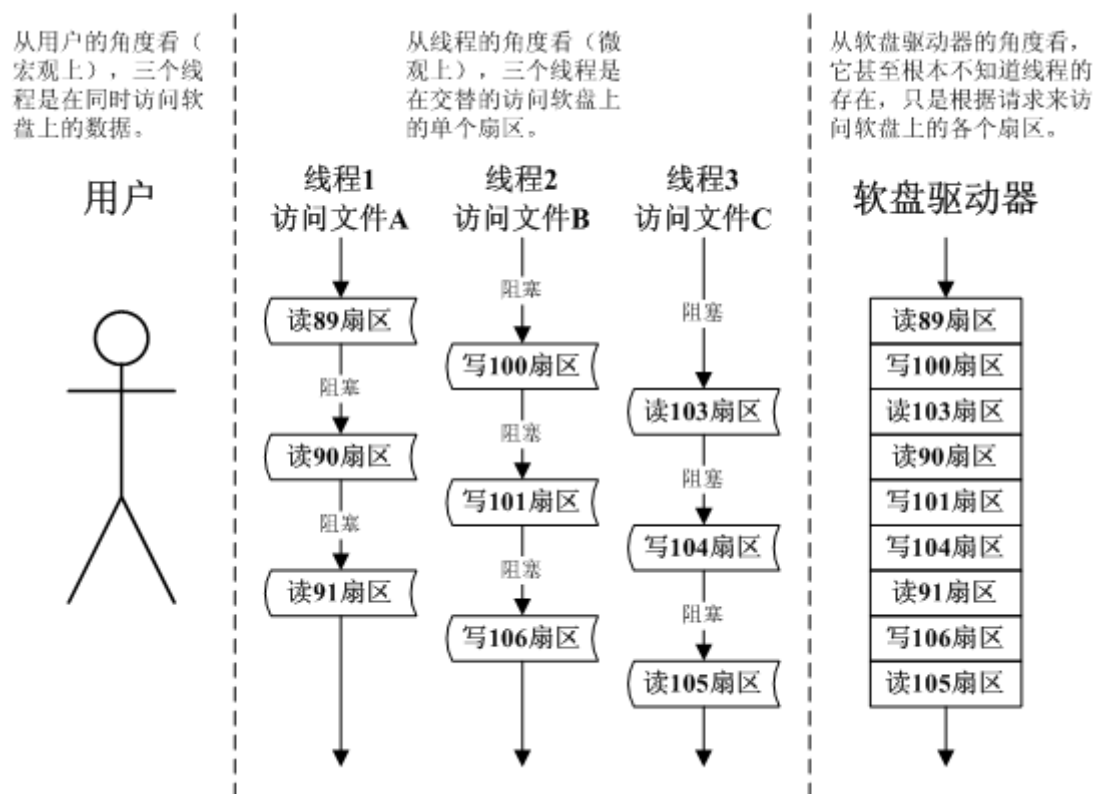 从用户的角度看（
宏观上），三个线
程是在同时访问软
盘上的数据。
从线程的角度看（微
观上），三个线程是
在交替的访问软盘上
的单个扇区。
从软盘驱动器的角度看，
它甚至根本不知道线程的
存在，只是根据请求来访
问软盘上的各个扇区。
用户
线程1
访问文件A
读89扇区
阻塞
读90扇区
阻塞
读91扇区
线程2
访问文件B
阻塞
写100扇区
阻塞
写101扇区
阻塞
写106扇区
线程3
访问文件C
阻塞
读103扇区
阻塞
写104扇区
阻塞
读105扇区
软盘驱动器
读89扇区
写100扇区
读103扇区
读90扇区
写101扇区
写104扇区
读91扇区
写106扇区
读105扇区